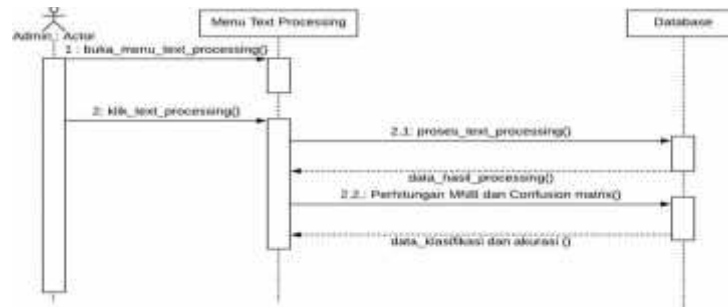 Menu Text Processing
Database
Admin : Actor
1 : buka_menu_text_processing()
2: klik_text_processing()
2.1: proses_text_processing()
data_hasil_processing()
2.2.: Perhitungan MNB dan Confusion matrix()
data_klasifikasi dan akurasi ()